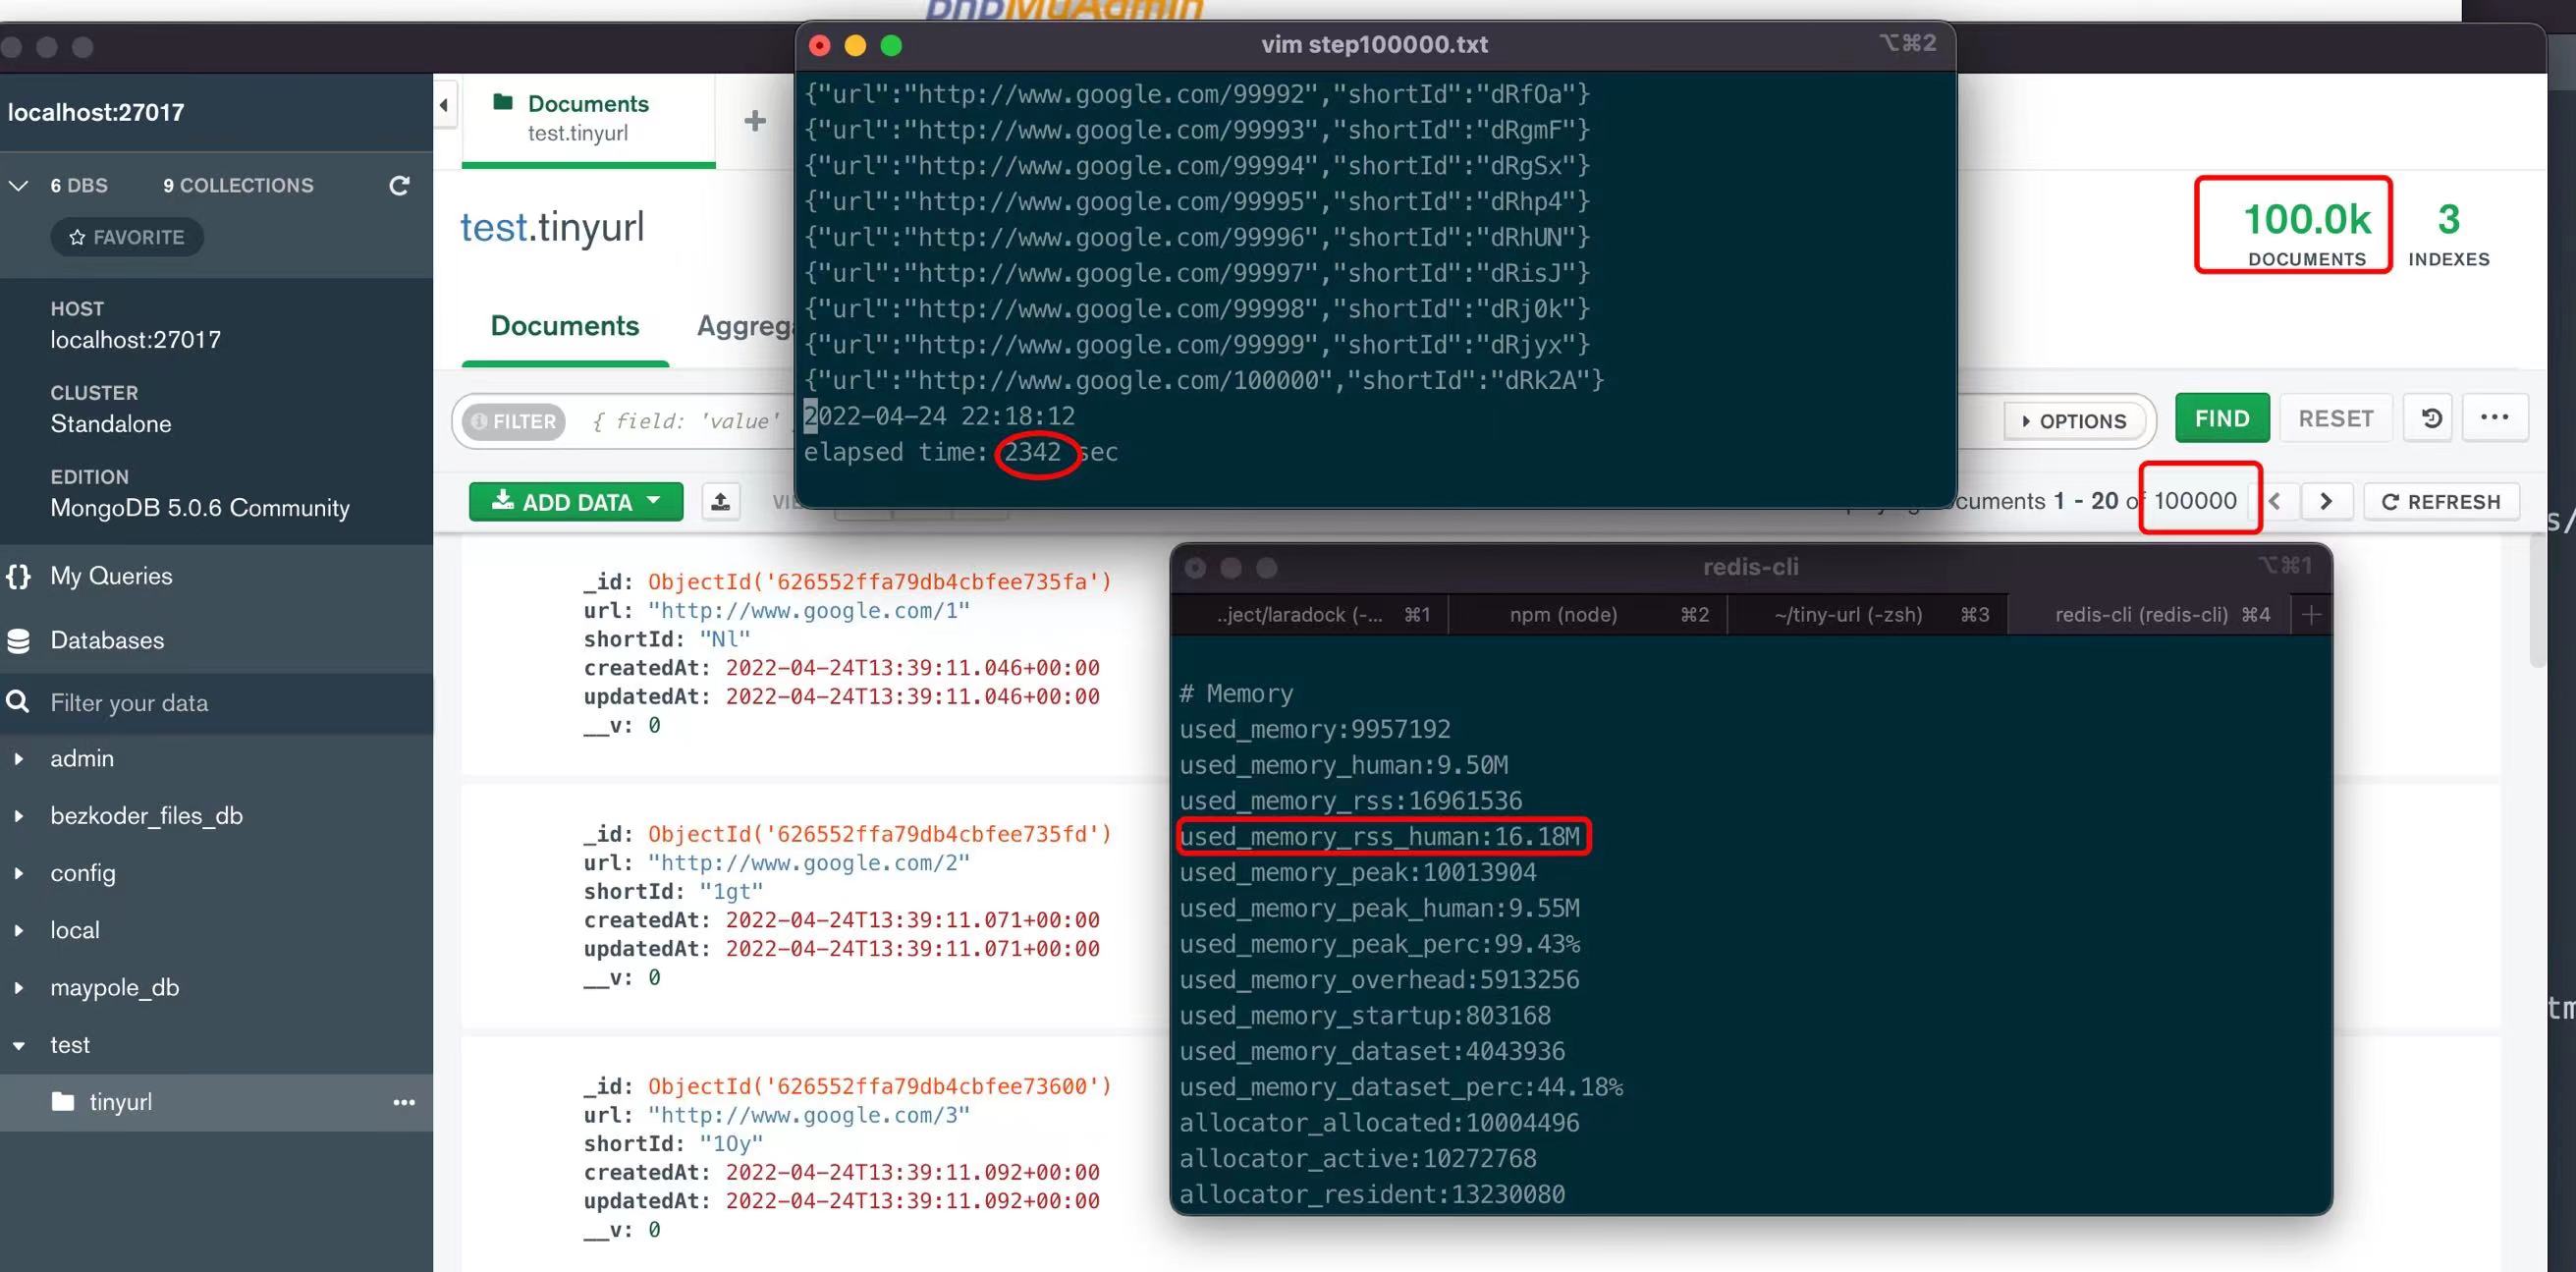 phpMyAdmin
vim step100000.txt
⌥⌘2
localhost:27017
6 DBS
9 COLLECTIONS
FAVORITE
HOST
localhost:27017
CLUSTER
Standalone
EDITION
MongoDB 5.0.6 Community
My Queries
Databases
Filter your data
admin
bezkoder_files_db
config
local
maypole_db
test
tinyurl
Documents
test.tinyurl
test.tinyurl
100.0k
DOCUMENTS
3
INDEXES
Documents
FILTER
{ field: 'value'
OPTIONS
FIND
RESET
ADD DATA
1 - 20
100000
REFRESH
{"url":"http://www.google.com/99992","shortId":"dRfOa"}
{"url":"http://www.google.com/99993","shortId":"dRgmF"}
{"url":"http://www.google.com/99994","shortId":"dRgSx"}
{"url":"http://www.google.com/99995","shortId":"dRhp4"}
{"url":"http://www.google.com/99996","shortId":"dRhUN"}
{"url":"http://www.google.com/99997","shortId":"dRisJ"}
{"url":"http://www.google.com/99998","shortId":"dRj0k"}
{"url":"http://www.google.com/99999","shortId":"dRjyx"}
{"url":"http://www.google.com/100000","shortId":"dRk2A"}
2022-04-24 22:18:12
elapsed time: 2342 sec
_id: ObjectId('626552ffa79db4cbfee735fa')
url: "http://www.google.com/1"
shortId: "Nl"
createdAt: 2022-04-24T13:39:11.046+00:00
updatedAt: 2022-04-24T13:39:11.046+00:00
__v: 0
_id: ObjectId('626552ffa79db4cbfee735fd')
url: "http://www.google.com/2"
shortId: "1gt"
createdAt: 2022-04-24T13:39:11.071+00:00
updatedAt: 2022-04-24T13:39:11.071+00:00
__v: 0
_id: ObjectId('626552ffa79db4cbfee73600')
url: "http://www.google.com/3"
shortId: "1Oy"
createdAt: 2022-04-24T13:39:11.092+00:00
updatedAt: 2022-04-24T13:39:11.092+00:00
__v: 0
redis-cli
⌥⌘1
..ject/laradock (-... ⌘1
npm (node) ⌘2
~/tiny-url (-zsh) ⌘3
redis-cli (redis-cli) ⌘4
# Memory
used_memory:9957192
used_memory_human:9.50M
used_memory_rss:16961536
used_memory_rss_human:16.18M
used_memory_peak:10013904
used_memory_peak_human:9.55M
used_memory_peak_perc:99.43%
used_memory_overhead:5913256
used_memory_startup:803168
used_memory_dataset:4043936
used_memory_dataset_perc:44.18%
allocator_allocated:10004496
allocator_active:10272768
allocator_resident:13230080